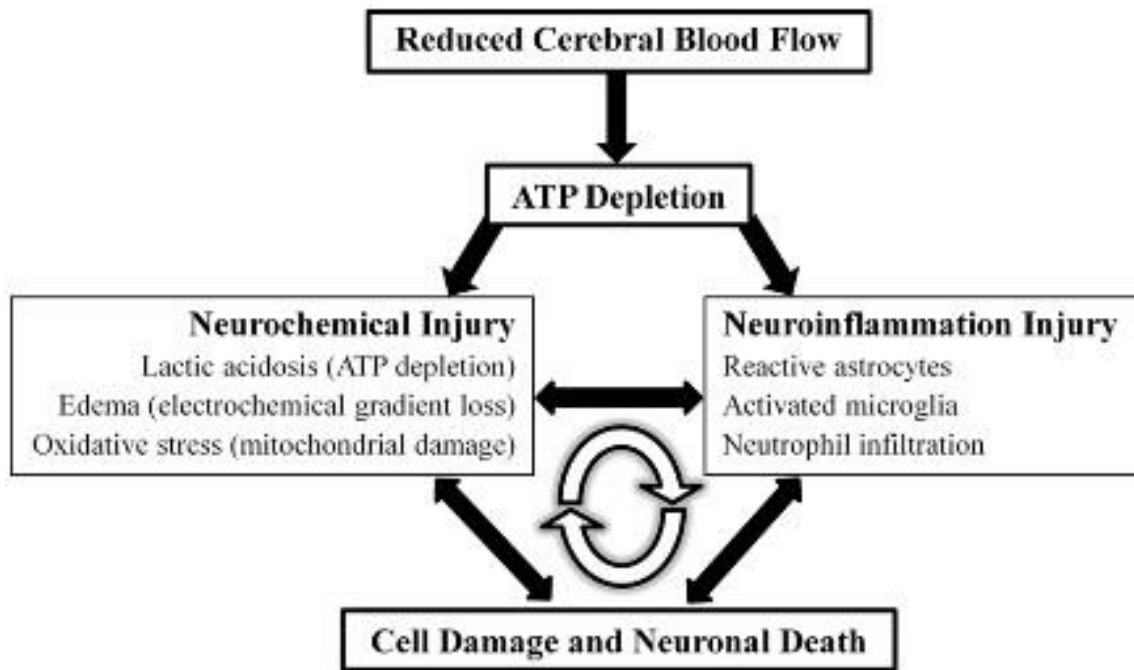 Reduced Cerebral Blood Flow
ATP Depletion
Neurochemical Injury
Lactic acidosis (ATP depletion)
Edema (electrochemical gradient loss)
Oxidative stress (mitochondrial damage)
Neuroinflammation Injury
Reactive astrocytes
Activated microglia
Neutrophil infiltration
Cell Damage and Neuronal Death